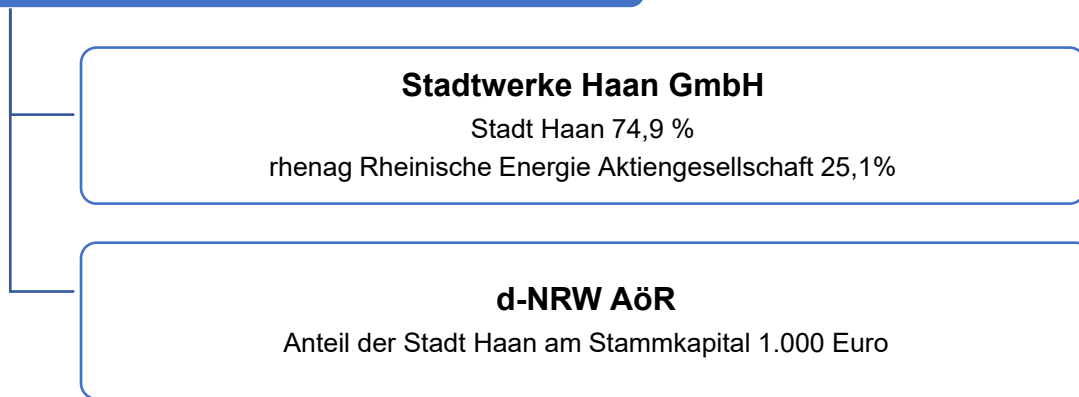 Stadtwerke Haan GmbH
Stadt Haan 74,9 %
rhenag Rheinische Energie Aktiengesellschaft 25,1%
d-NRW AöR
Anteil der Stadt Haan am Stammkapital 1.000 Euro